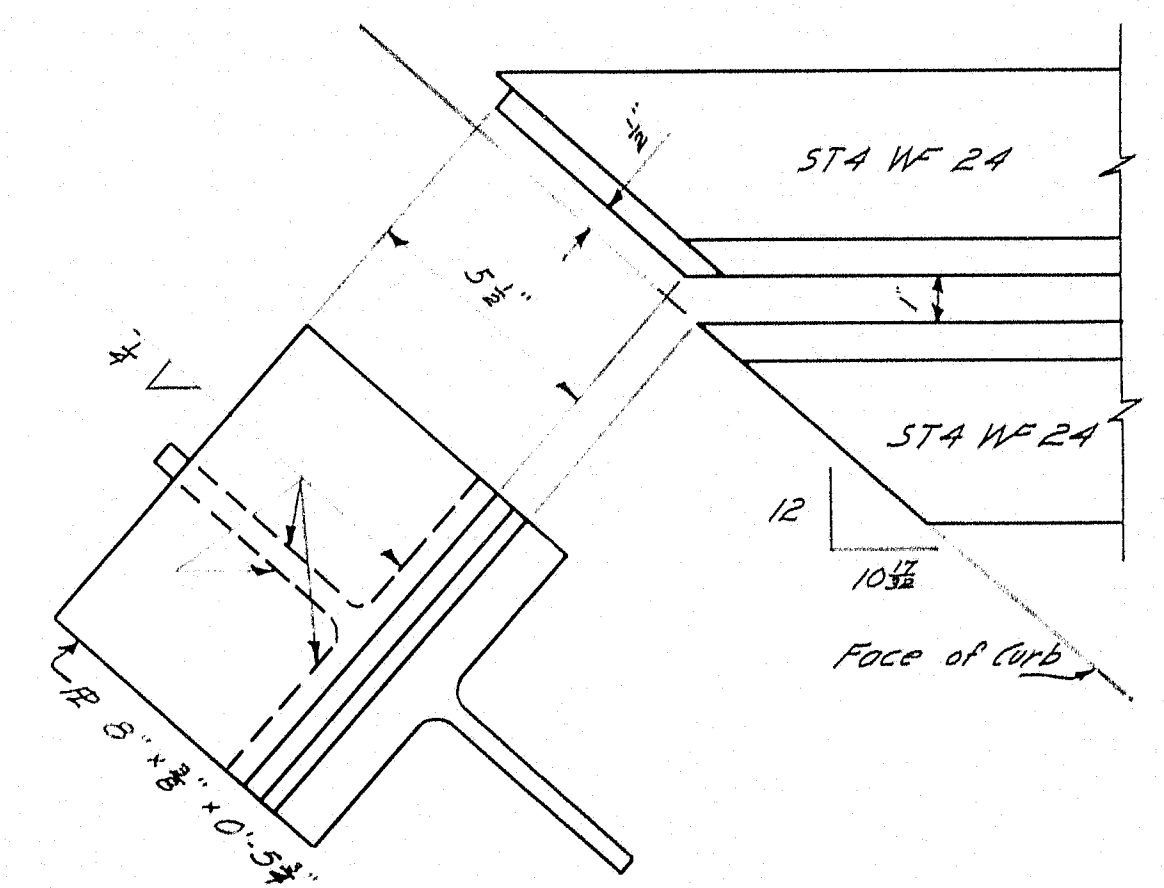 1/2"
ST4 WF 24
5 1/2"
1"
1/4
ST4 WF 24
12
10 17/32
Face of Curb
PL 8" x 3/8" x 0'-5 3/4"